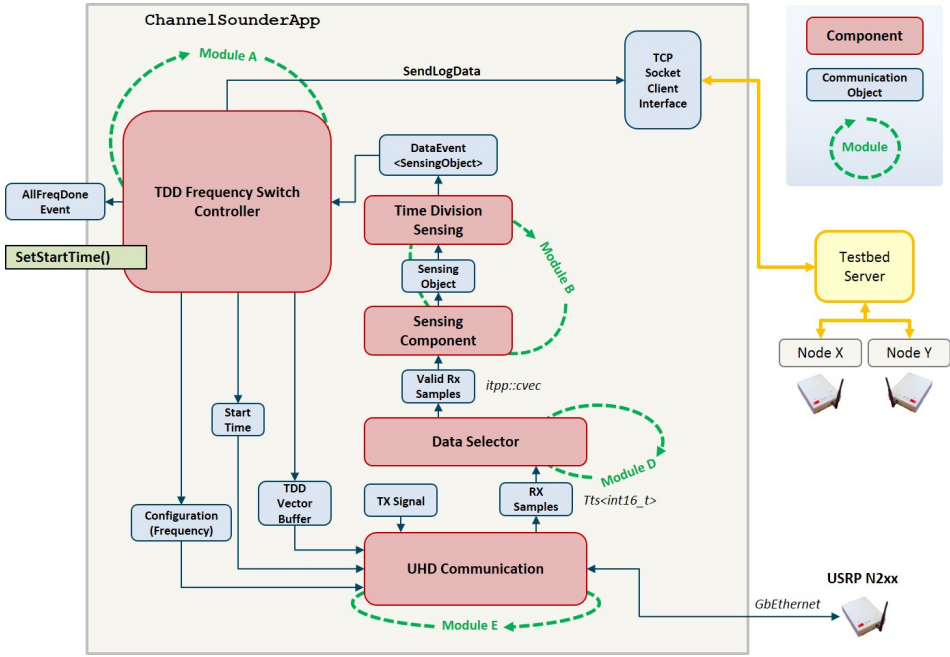 ChannelSounderApp
Module A
SendLogData
TCP
Socket
Client
Interface
Component
Communication
Object
Module
DataEvent
<SensingObject>
TDD Frequency Switch
Controller
AllFreqDone
Event
SetStartTime()
Time Division
Sensing
Module B
Sensing
Object
Sensing
Component
Testbed
Server
Node X
Node Y
Valid Rx
Samples
itpp::cvec
Start
Time
Data Selector
Module D
TDD
Vector
Buffer
TX Signal
RX
Samples
Tts<int16_t>
Configuration
(Frequency)
UHD Communication
Module E
GbEthernet
USRP N2xx